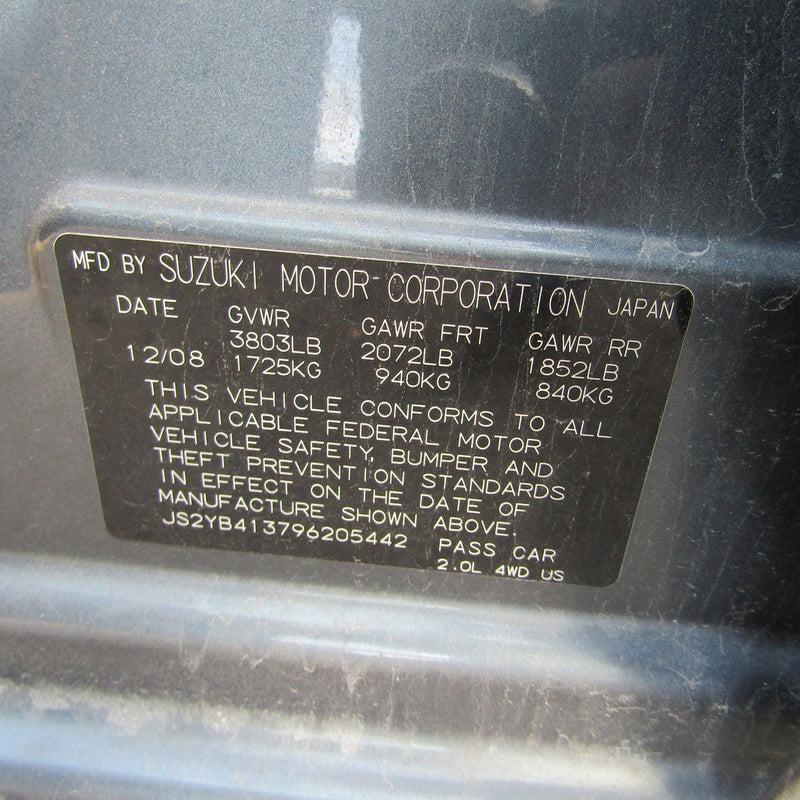 MFD BY SUZUKI MOTOR CORPORATION JAPAN
DATE GVWR GAWR FRT GAWR RR
3803LB 2072LB 1852LB
12/08 1725KG 940KG 840KG
THIS VEHICLE CONFORMS TO ALL
APPLICABLE FEDERAL MOTOR
VEHICLE SAFETY, BUMPER AND
THEFT PREVENTION STANDARDS
IN EFFECT ON THE DATE OF
MANUFACTURE SHOWN ABOVE.
JS2YB413796205442 PASS CAR
2.0L 4WD US